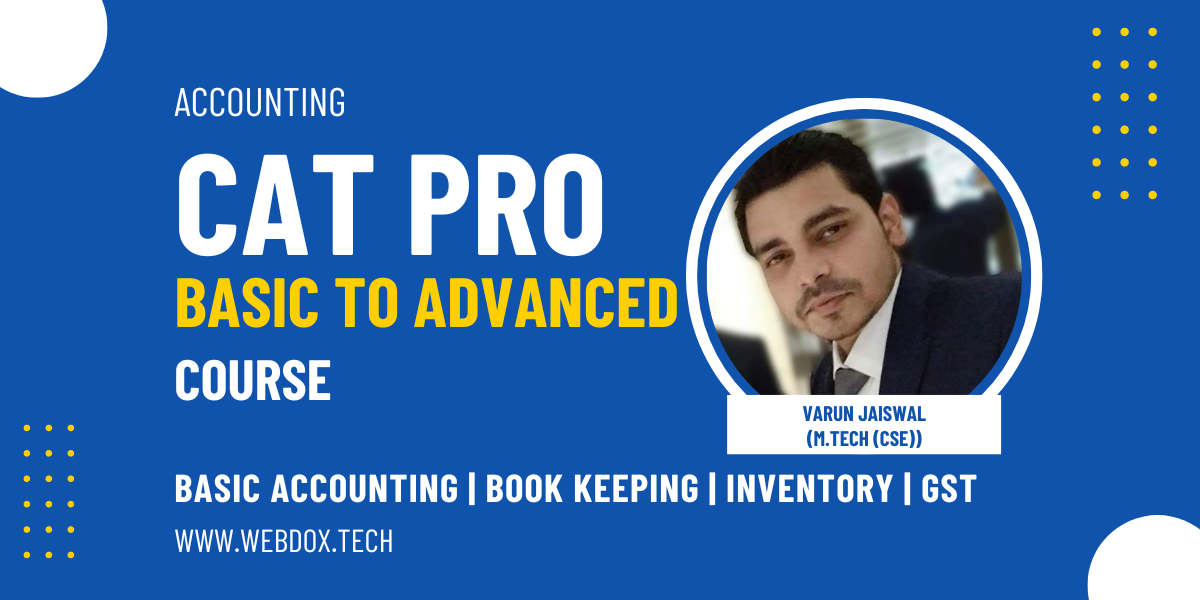 ACCOUNTING
CAT PRO
BASIC TO ADVANCED
COURSE
VARUN JAISWAL
(M.TECH (CSE))
BASIC ACCOUNTING | BOOK KEEPING | INVENTORY | GST
WWW.WEBDOX.TECH